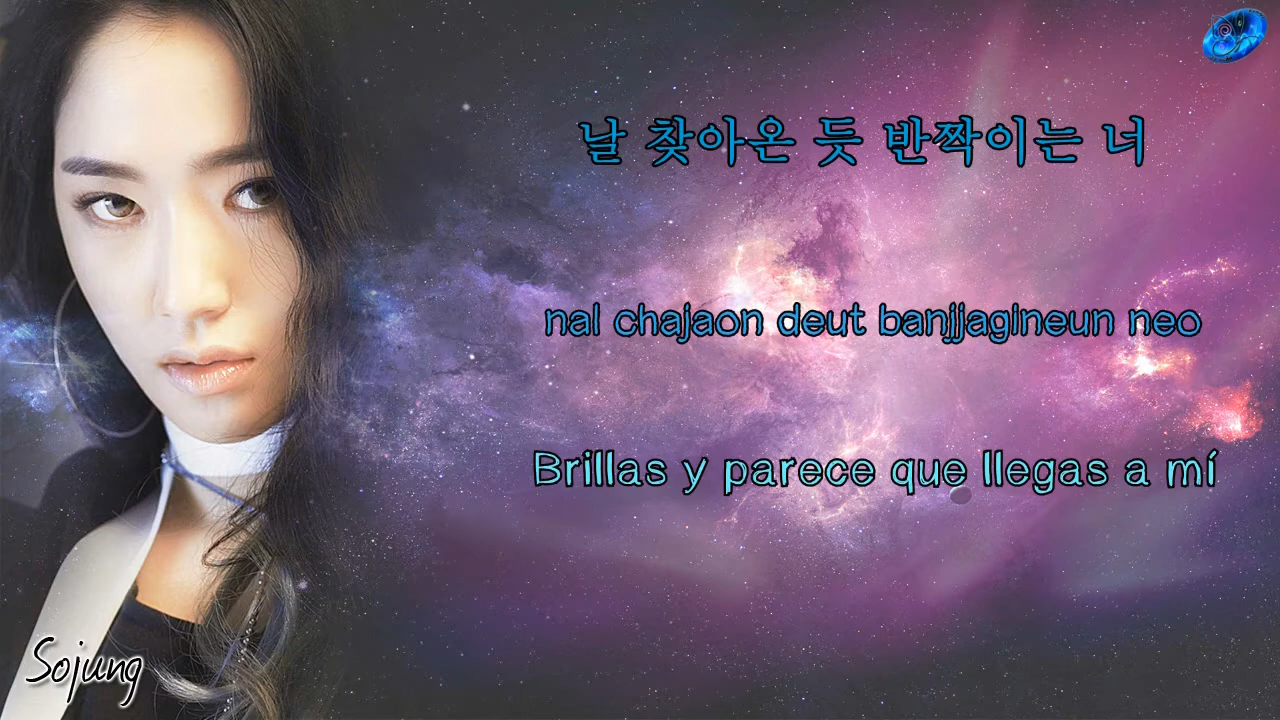 날 찾아온 듯 반짝이는 너
nal chajaon deut banjjagineun neo
Brillas y parece que llegas a mí
Sojung